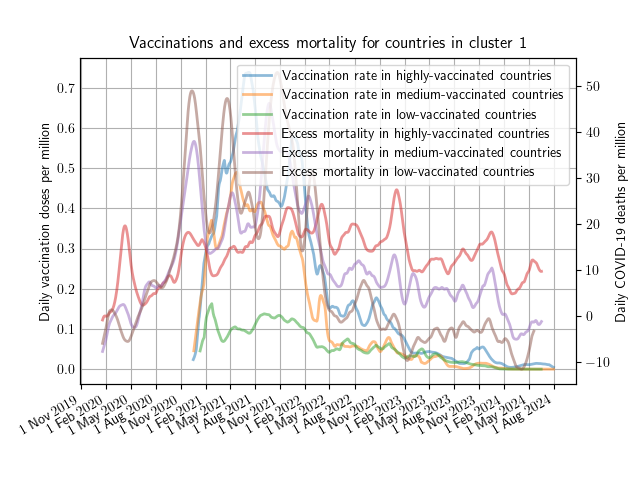 Vaccinations and excess mortality for countries in cluster 1
Vaccination rate in highly-vaccinated countries
Vaccination rate in medium-vaccinated countries
Vaccination rate in low-vaccinated countries
Excess mortality in highly-vaccinated countries
Excess mortality in medium-vaccinated countries
Excess mortality in low-vaccinated countries
Daily vaccination doses per million
0.7
0.6
0.5
0.4
0.3
0.2
0.1
0.0
Daily COVID-19 deaths per million
50
40
30
20
10
0
−10
1 Nov 2019
1 Feb 2020
1 May 2020
1 Aug 2020
1 Nov 2020
1 Feb 2021
1 May 2021
1 Aug 2021
1 Nov 2021
1 Feb 2022
1 May 2022
1 Aug 2022
1 Nov 2022
1 Feb 2023
1 May 2023
1 Aug 2023
1 Nov 2023
1 Feb 2024
1 May 2024
1 Aug 2024